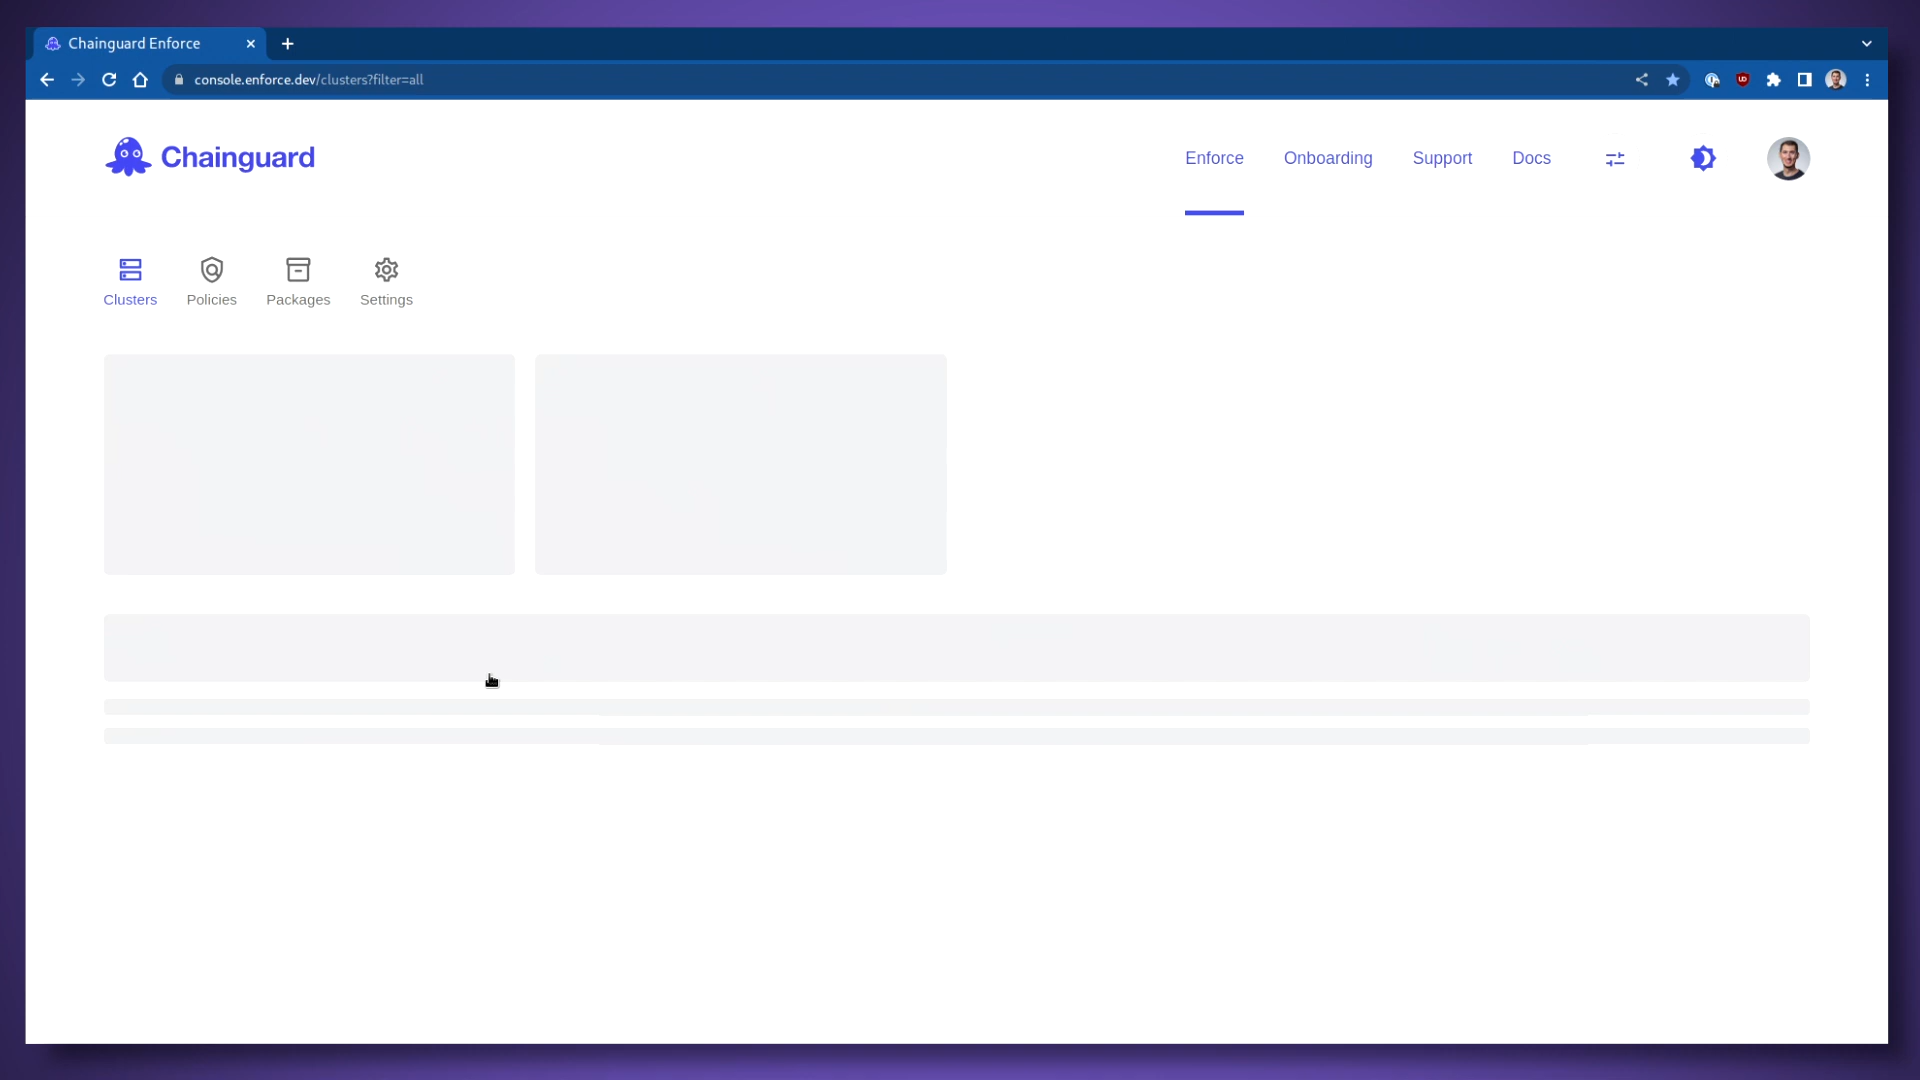 Chainguard Enforce
console.enforce.dev/clusters?filter=all
Chainguard
Enforce
Onboarding
Support
Docs
Clusters
Policies
Packages
Settings